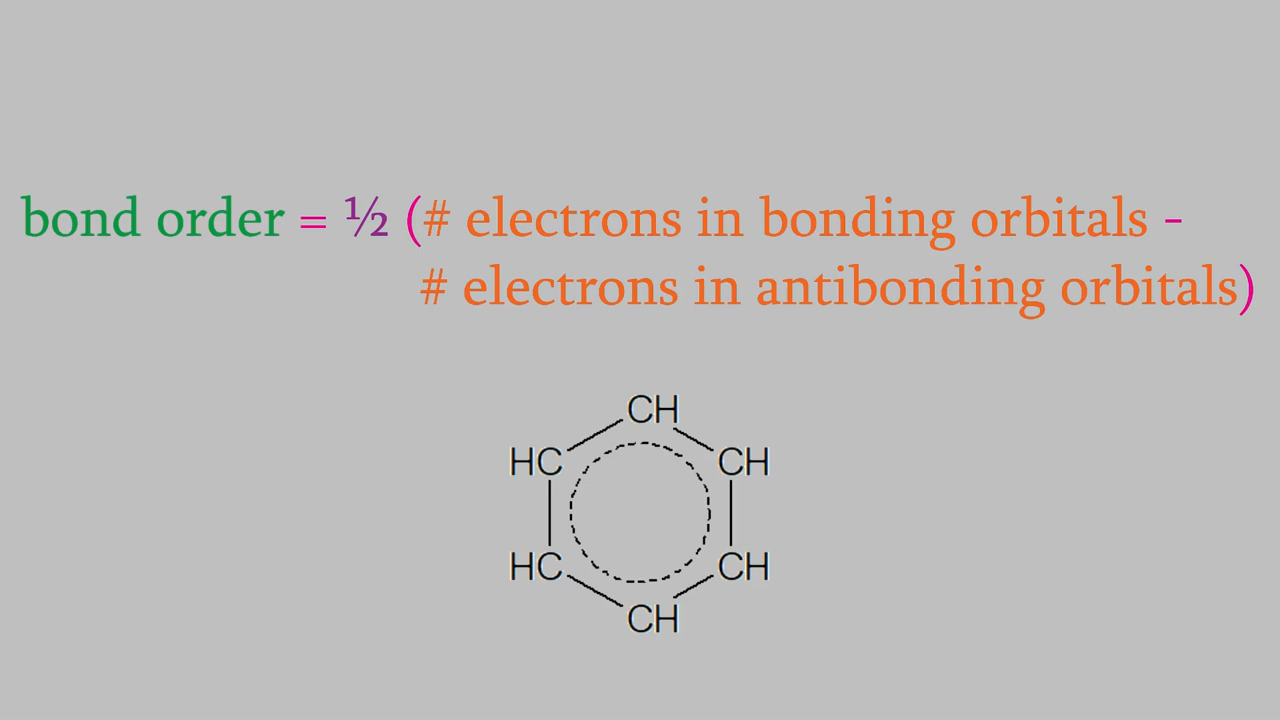 bond order = ½ (# electrons in bonding orbitals -
# electrons in antibonding orbitals)
CH
HC CH
HC CH
CH